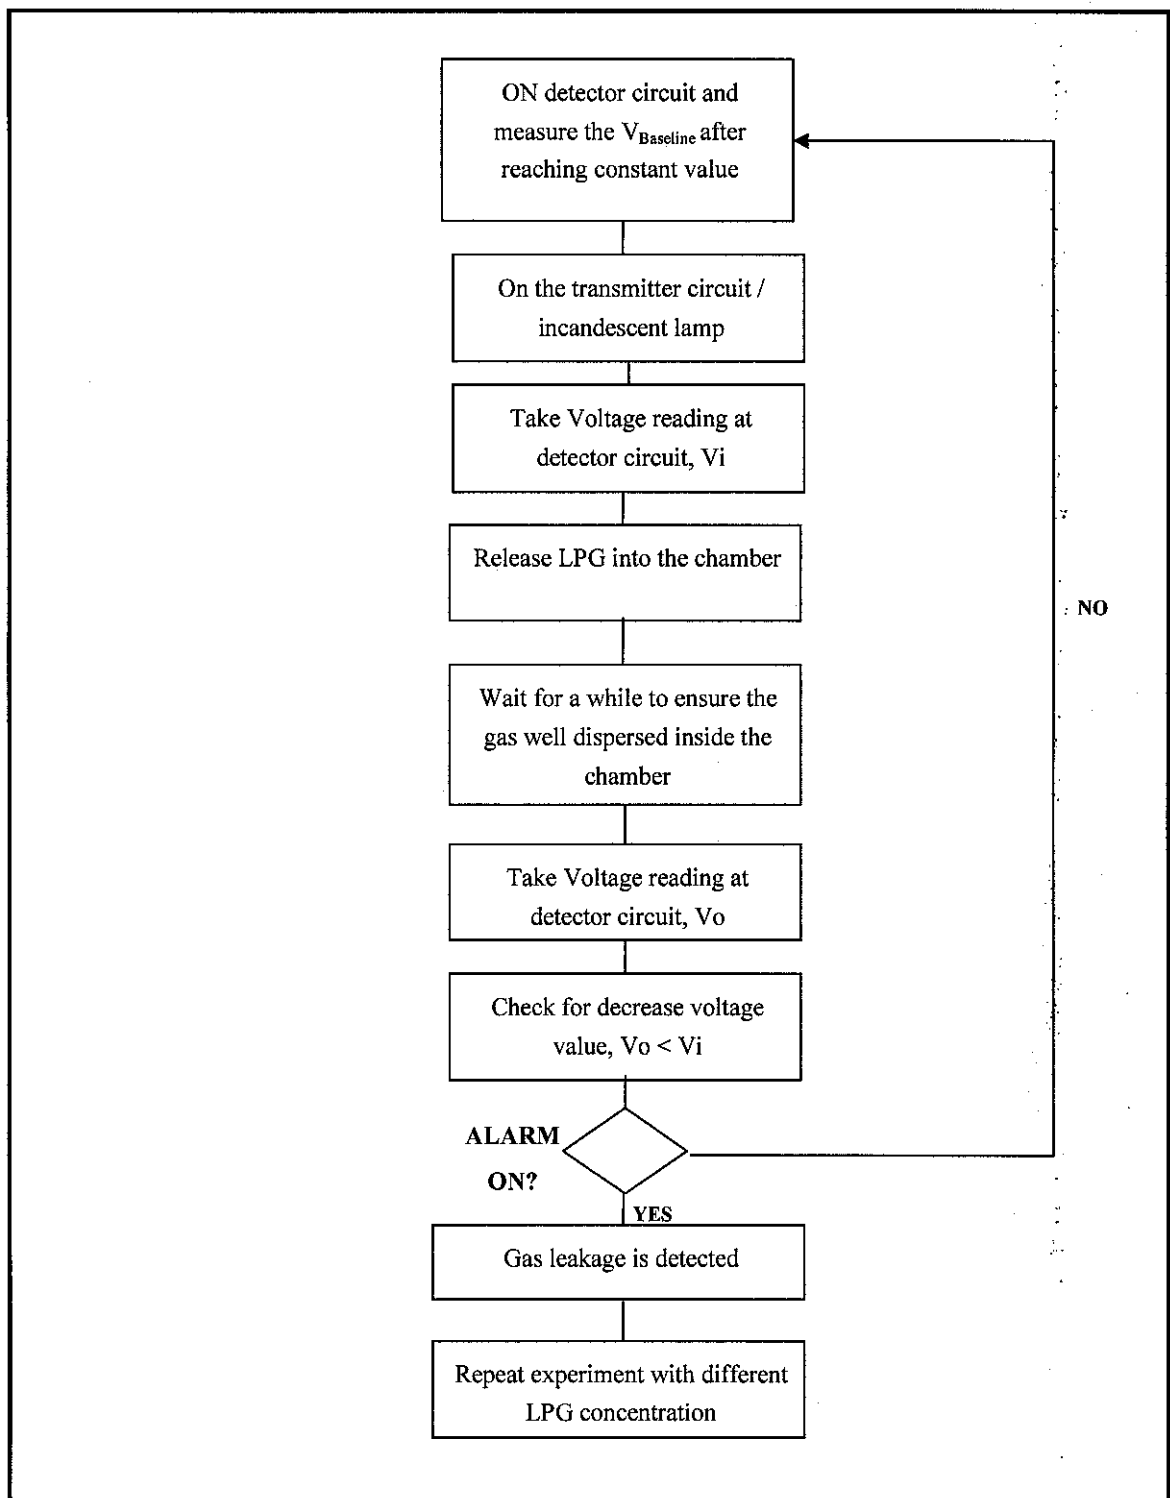 ON detector circuit and
measure the VBaseline after
reaching constant value
On the transmitter circuit /
incandescent lamp
Take Voltage reading at
detector circuit, Vi
Release LPG into the chamber
NO
Wait for a while to ensure the
gas well dispersed inside the
chamber
Take Voltage reading at
detector circuit, Vo
Check for decrease voltage
value, Vo < Vi
ALARM
ON?
YES
Gas leakage is detected
Repeat experiment with different
LPG concentration